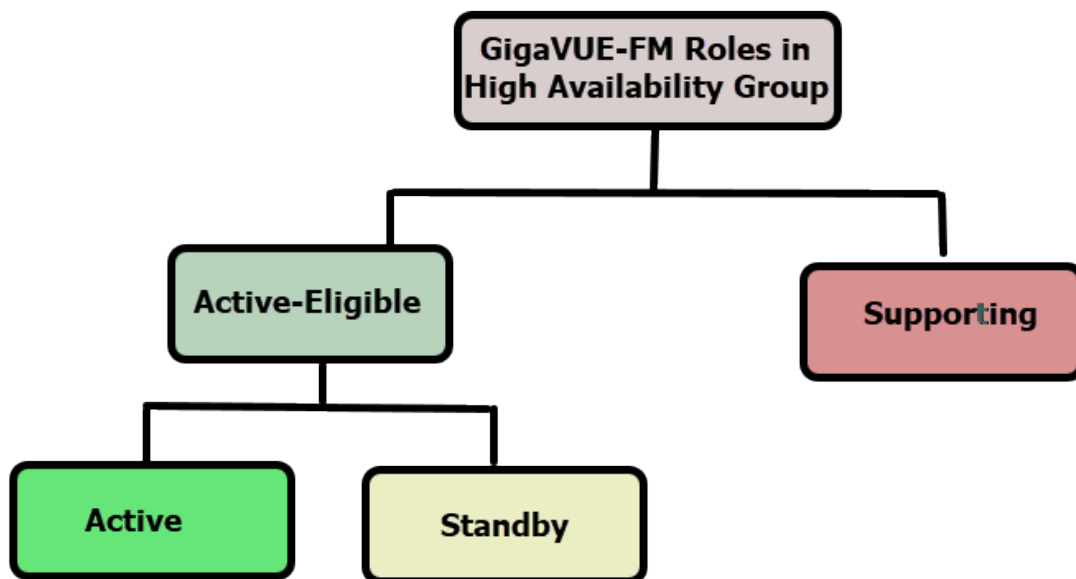 GigaVUE-FM Roles in
High Availability Group
Active-Eligible
Supporting
Active
Standby